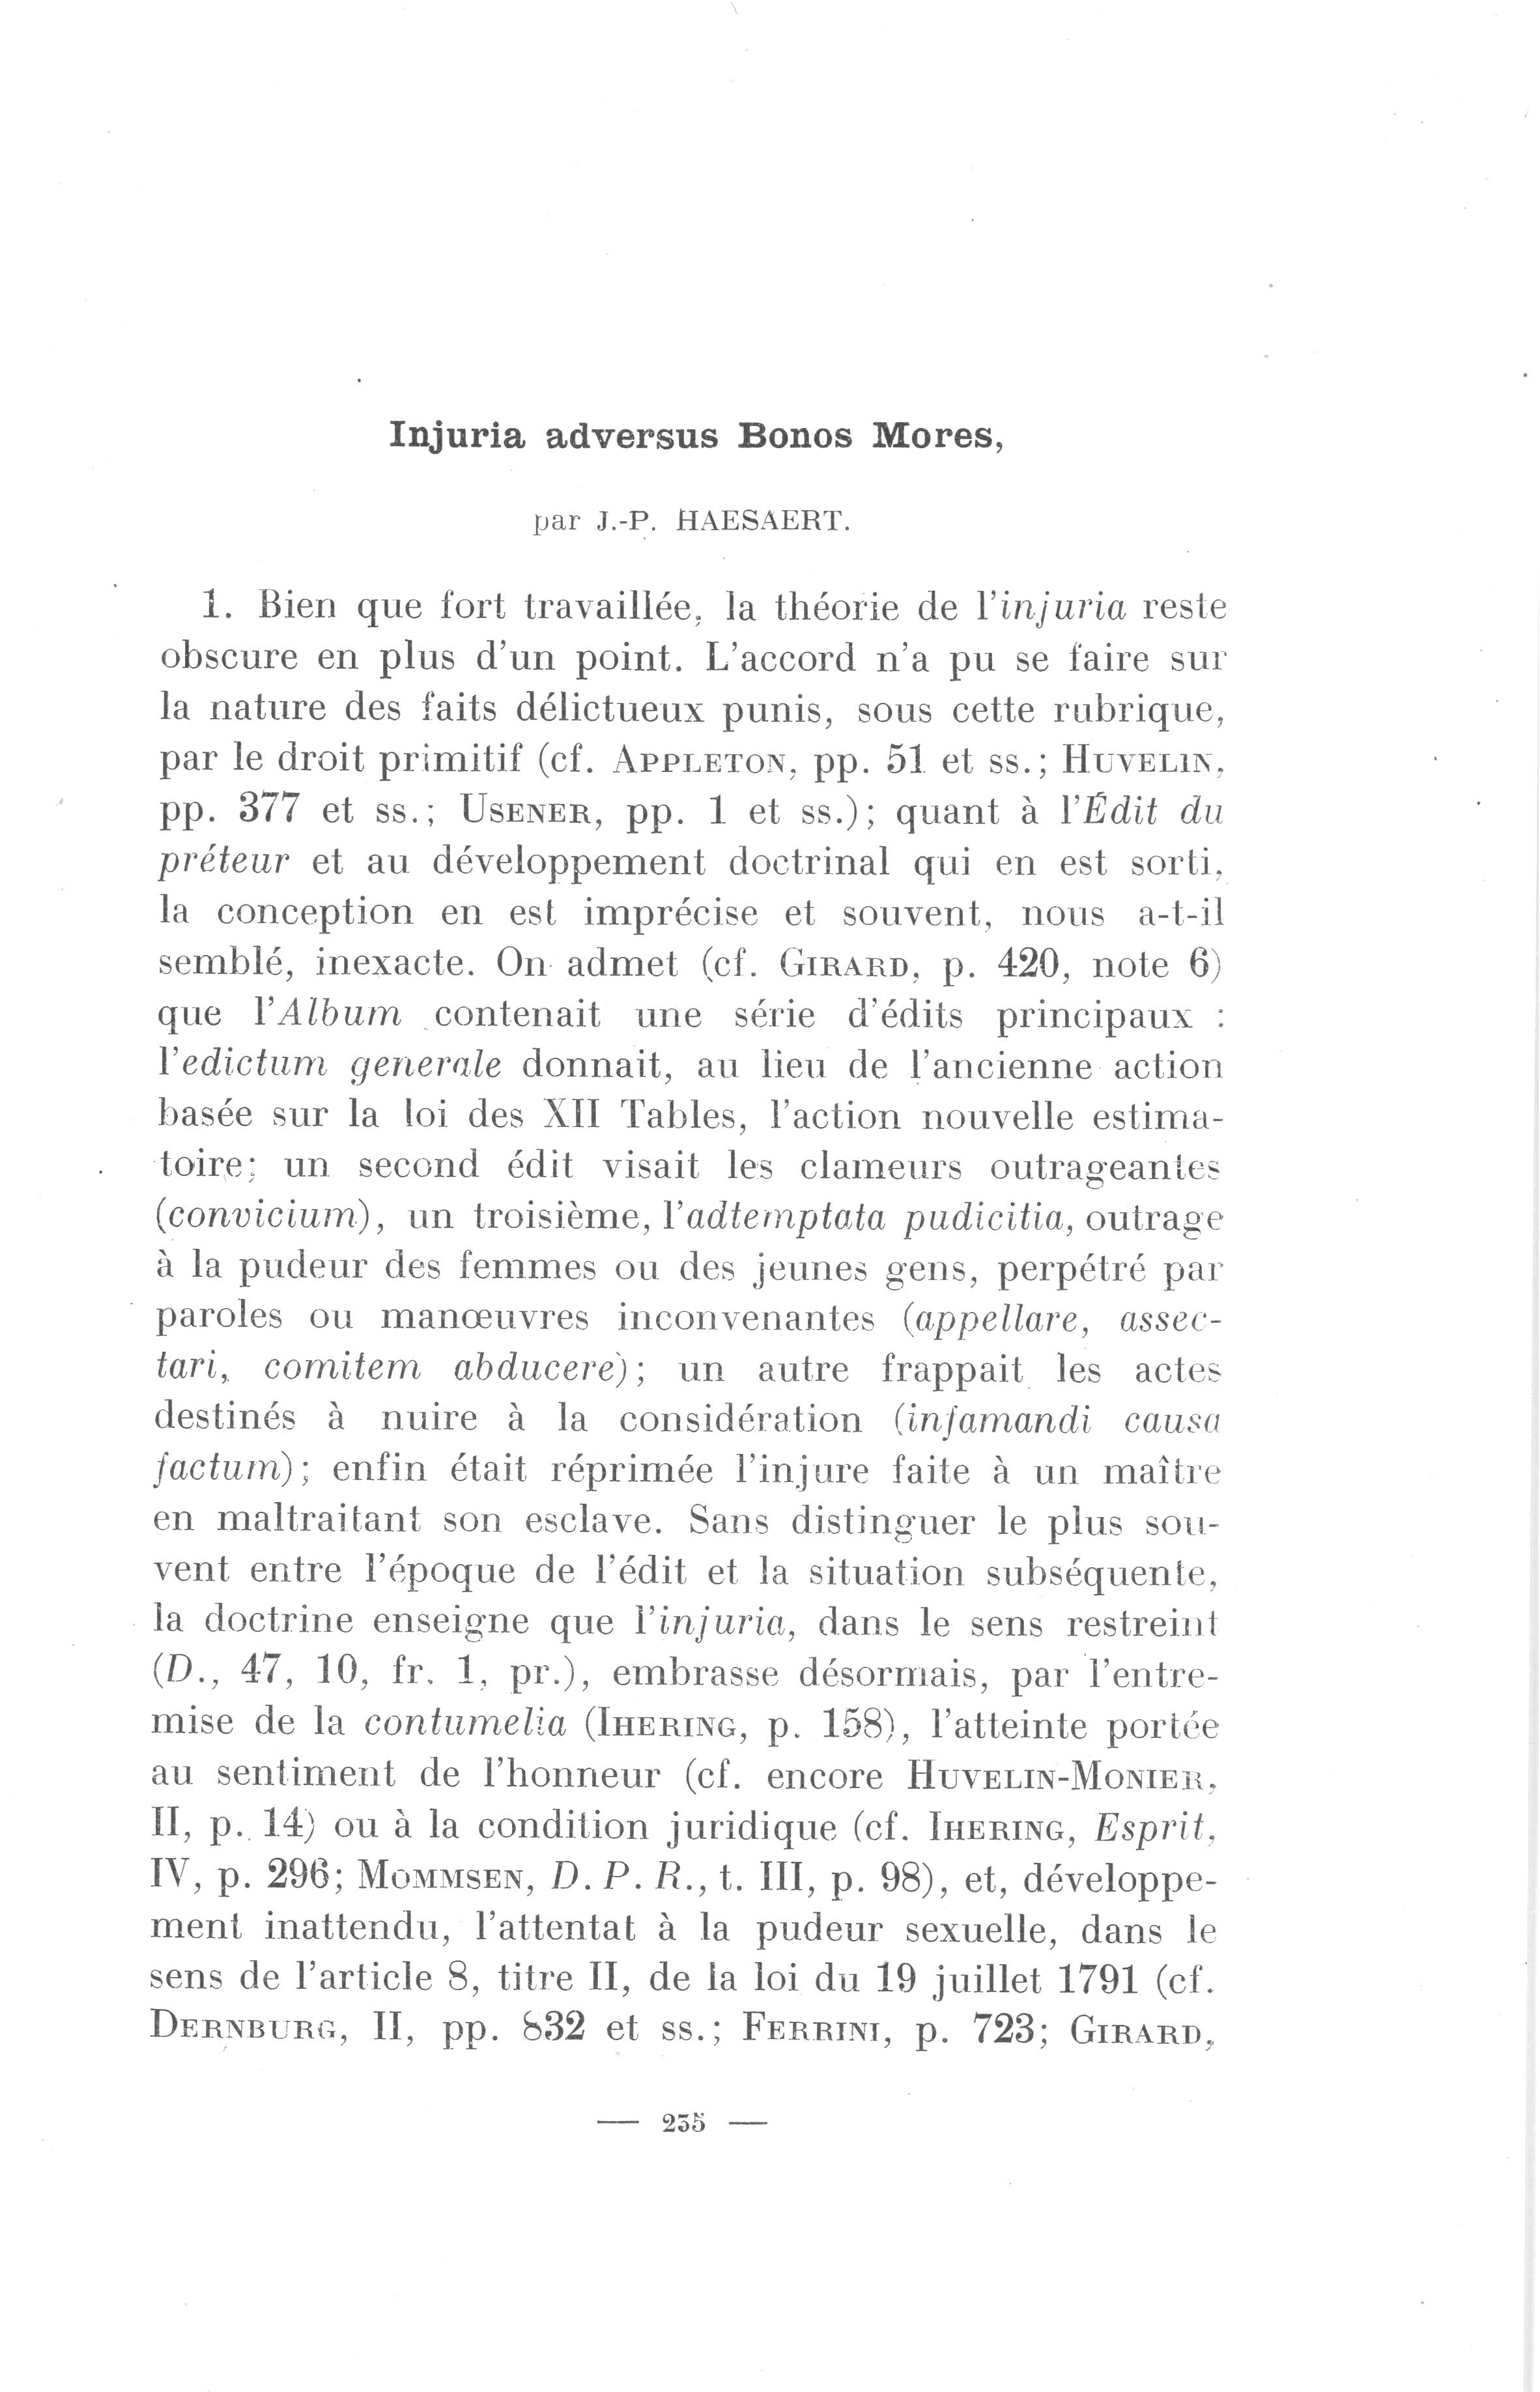 Injuria adversus Bonos Mores,
par J.-P. HAESAERT.
1. Bien que fort travaillée, la théorie de l'injuria reste
obscure en plus d'un point. L'accord n'a pu se faire sur
la nature des faits délictueux punis, sous cette rubrique,
par le droit primitif (cf. APPLETON, pp. 51 et ss.; HUVELIN,
pp. 377 et ss.; USENER, pp. 1 et ss.); quant à l'Édit du
préteur et au développement doctrinal qui en est sorti,
la conception en est imprécise et souvent, nous a-t-il
semblé, inexacte. On admet (cf. GIRARD, p. 420, note 6)
que l'Album contenait une série d'édits principaux :
l'edictum generale donnait, au lieu de l'ancienne action
basée sur la loi des XII Tables, l'action nouvelle estima-
toire; un second édit visait les clameurs outrageantes
(convicium), un troisième, l'adtemptata pudicitia, outrage
à la pudeur des femmes ou des jeunes gens, perpétré par
paroles ou manœuvres inconvenantes (appellare, assec-
tari, comitem abducere); un autre frappait les actes
destinés à nuire à la considération (infamandi causa
factum); enfin était réprimée l'injure faite à un maître
en maltraitant son esclave. Sans distinguer le plus sou-
vent entre l'époque de l'édit et la situation subséquente,
la doctrine enseigne que l'injuria, dans le sens restreint
(D., 47, 10, fr. 1, pr.), embrasse désormais, par l'entre-
mise de la contumelia (IHERING, p. 158), l'atteinte portée
au sentiment de l'honneur (cf. encore HUVELIN-MONIER,
II, p. 14) ou à la condition juridique (cf. IHERING, Esprit,
IV, p. 296; MOMMSEN, D. P. R., t. III, p. 98), et, développe-
ment inattendu, l'attentat à la pudeur sexuelle, dans le
sens de l'article 8, titre II, de la loi du 19 juillet 1791 (cf.
DERNBURG, II, pp. 832 et ss.; FERRINI, p. 723; GIRARD,
— 235 —